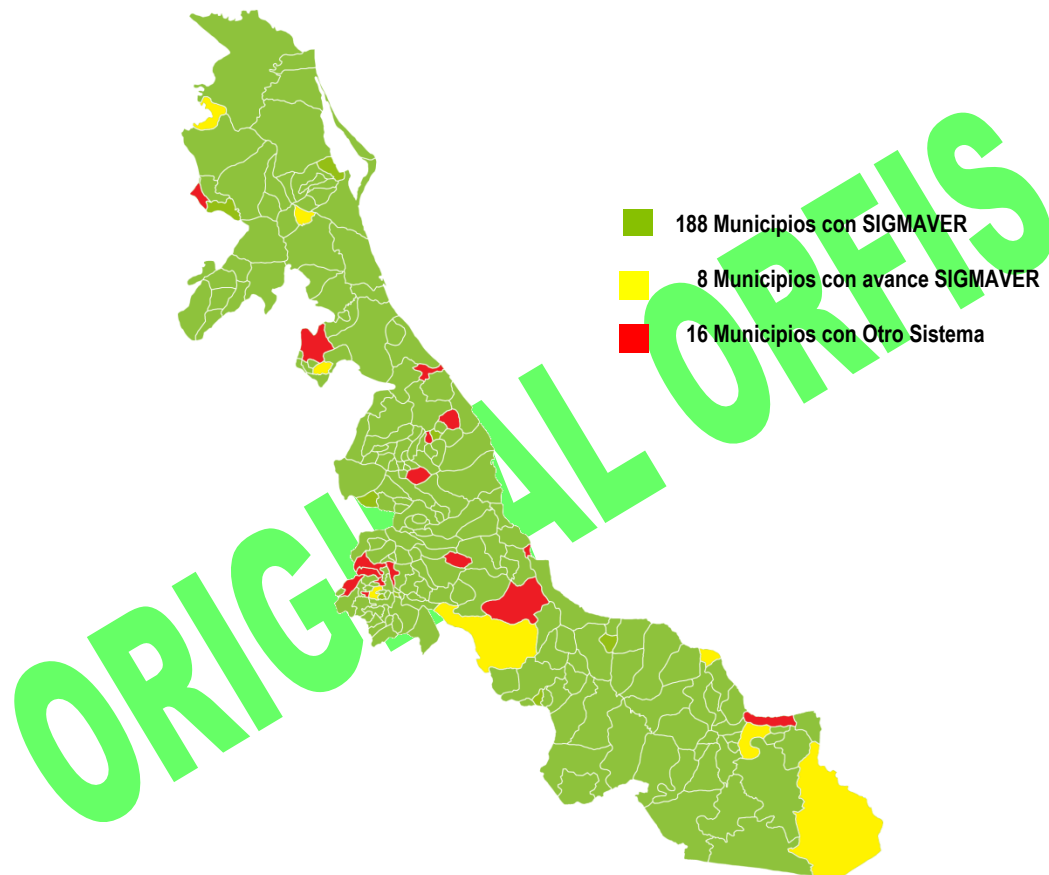 188 Municipios con SIGMAVER
8 Municipios con avance SIGMAVER
16 Municipios con Otro Sistema
ORIGINAL ORFIS